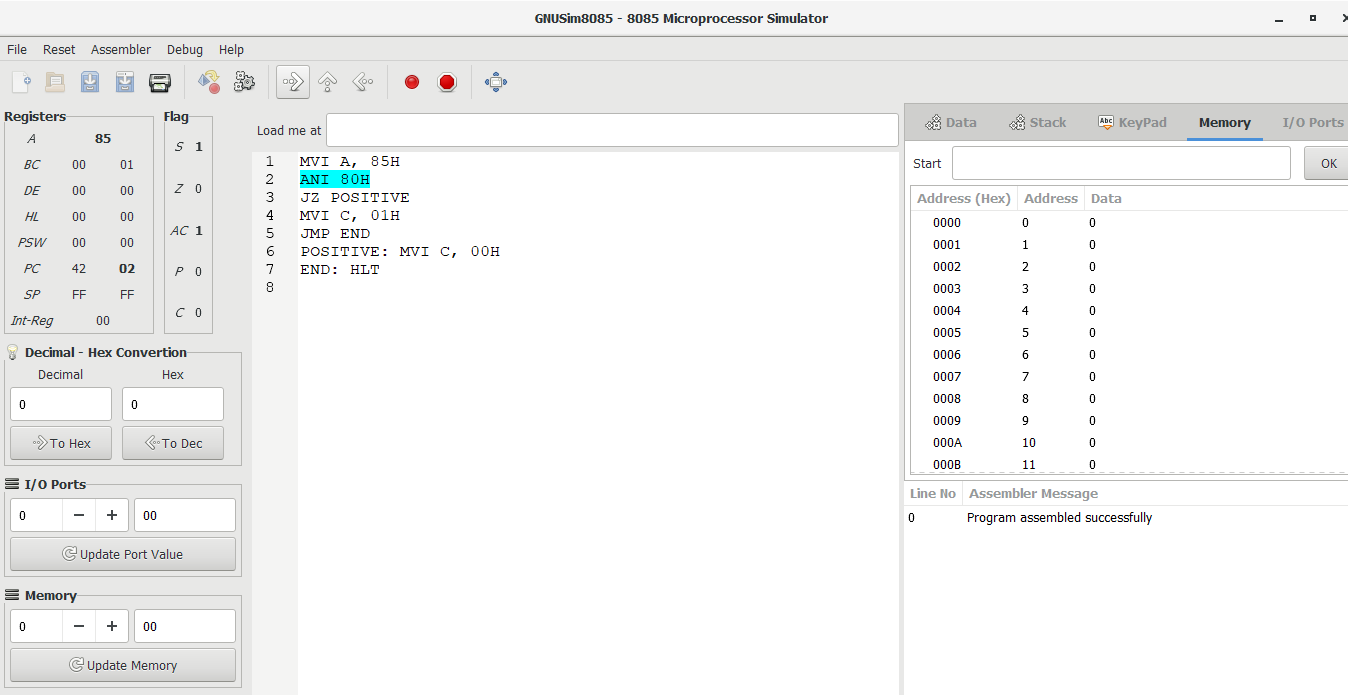 GNUSim8085 - 8085 Microprocessor Simulator
File Reset Assembler Debug Help
Registers
A 85
BC 00 01
DE 00 00
HL 00 00
PSW 00 00
PC 42 02
SP FF FF
Int-Reg 00
Flag
S 1
Z 0
AC 1
P 0
C 0
Decimal - Hex Convertion
Decimal Hex
0 0
To Hex To Dec
I/O Ports
0 − + 00
Update Port Value
Memory
0 − + 00
Update Memory
Load me at
1 MVI A, 85H
2 ANI 80H
3 JZ POSITIVE
4 MVI C, 01H
5 JMP END
6 POSITIVE: MVI C, 00H
7 END: HLT
8
Data Stack Abc KeyPad Memory I/O Ports
Start OK
Address (Hex) Address Data
0000 0 0
0001 1 0
0002 2 0
0003 3 0
0004 4 0
0005 5 0
0006 6 0
0007 7 0
0008 8 0
0009 9 0
000A 10 0
000B 11 0
Line No Assembler Message
0 Program assembled successfully